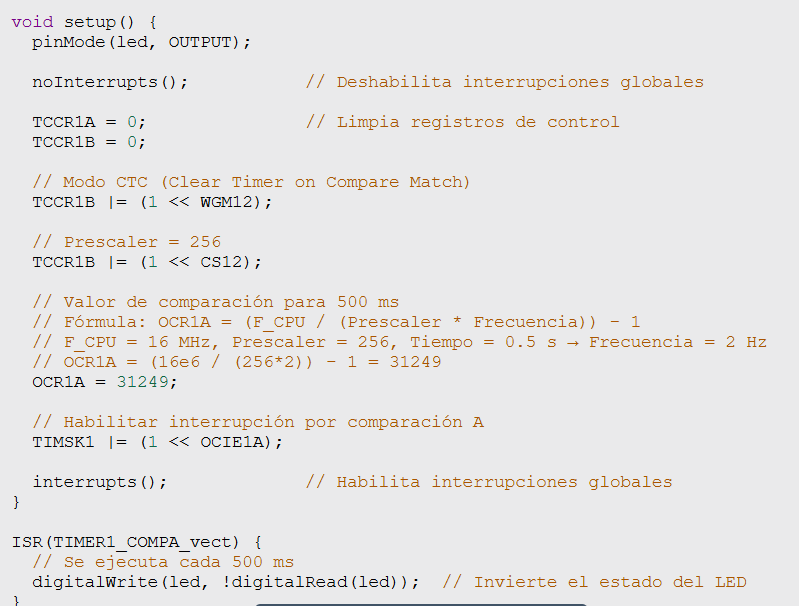 void setup() {
  pinMode(led, OUTPUT);

  noInterrupts();           // Deshabilita interrupciones globales

  TCCR1A = 0;               // Limpia registros de control
  TCCR1B = 0;

  // Modo CTC (Clear Timer on Compare Match)
  TCCR1B |= (1 << WGM12);

  // Prescaler = 256
  TCCR1B |= (1 << CS12);

  // Valor de comparación para 500 ms
  // Fórmula: OCR1A = (F_CPU / (Prescaler * Frecuencia)) - 1
  // F_CPU = 16 MHz, Prescaler = 256, Tiempo = 0.5 s → Frecuencia = 2 Hz
  // OCR1A = (16e6 / (256*2)) - 1 = 31249
  OCR1A = 31249;

  // Habilitar interrupción por comparación A
  TIMSK1 |= (1 << OCIE1A);

  interrupts();             // Habilita interrupciones globales
}

ISR(TIMER1_COMPA_vect) {
  // Se ejecuta cada 500 ms
  digitalWrite(led, !digitalRead(led));  // Invierte el estado del LED
}